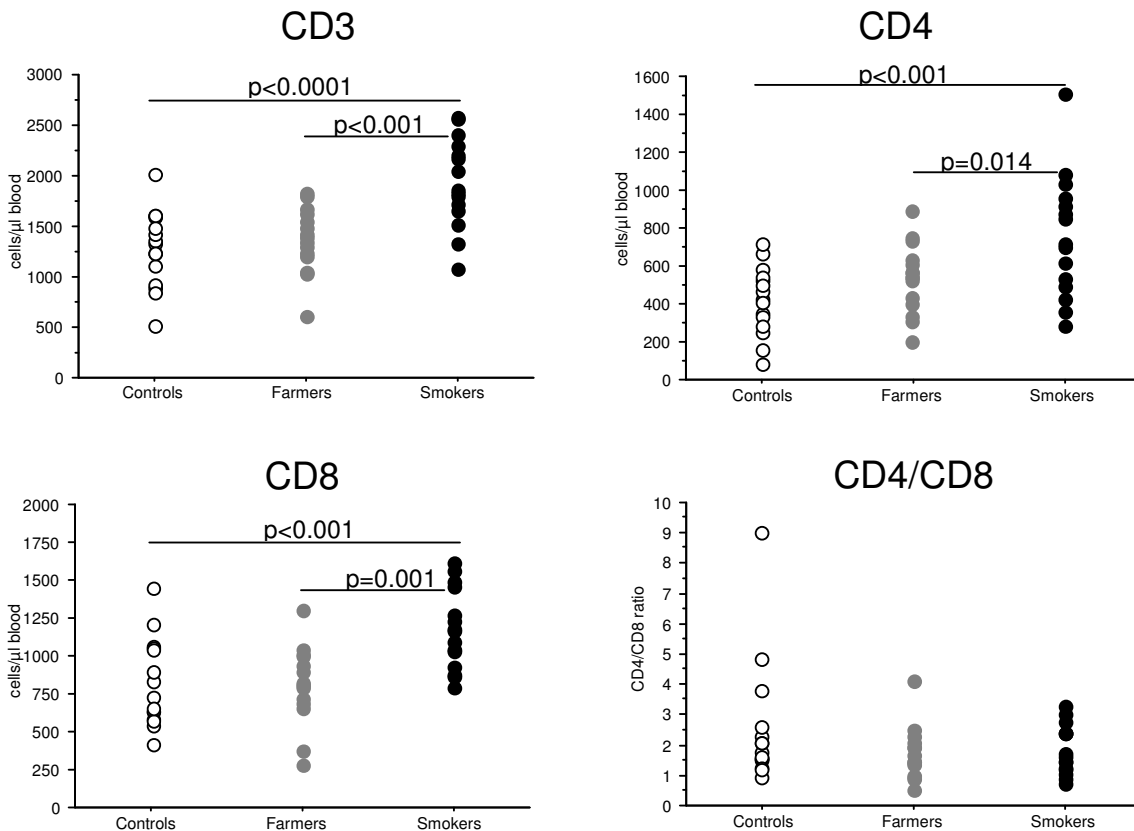 CD3
3000
2500
2000
1500
1000
500
0
cells/µl blood
p<0.0001
p<0.001
Controls Farmers Smokers
CD4
1600
1400
1200
1000
800
600
400
200
0
cells/µl blood
p<0.001
p=0.014
Controls Farmers Smokers
CD8
2000
1750
1500
1250
1000
750
500
250
0
cells/µl blood
p<0.001
p=0.001
Controls Farmers Smokers
CD4/CD8
10
9
8
7
6
5
4
3
2
1
0
CD4/CD8 ratio
Controls Farmers Smokers